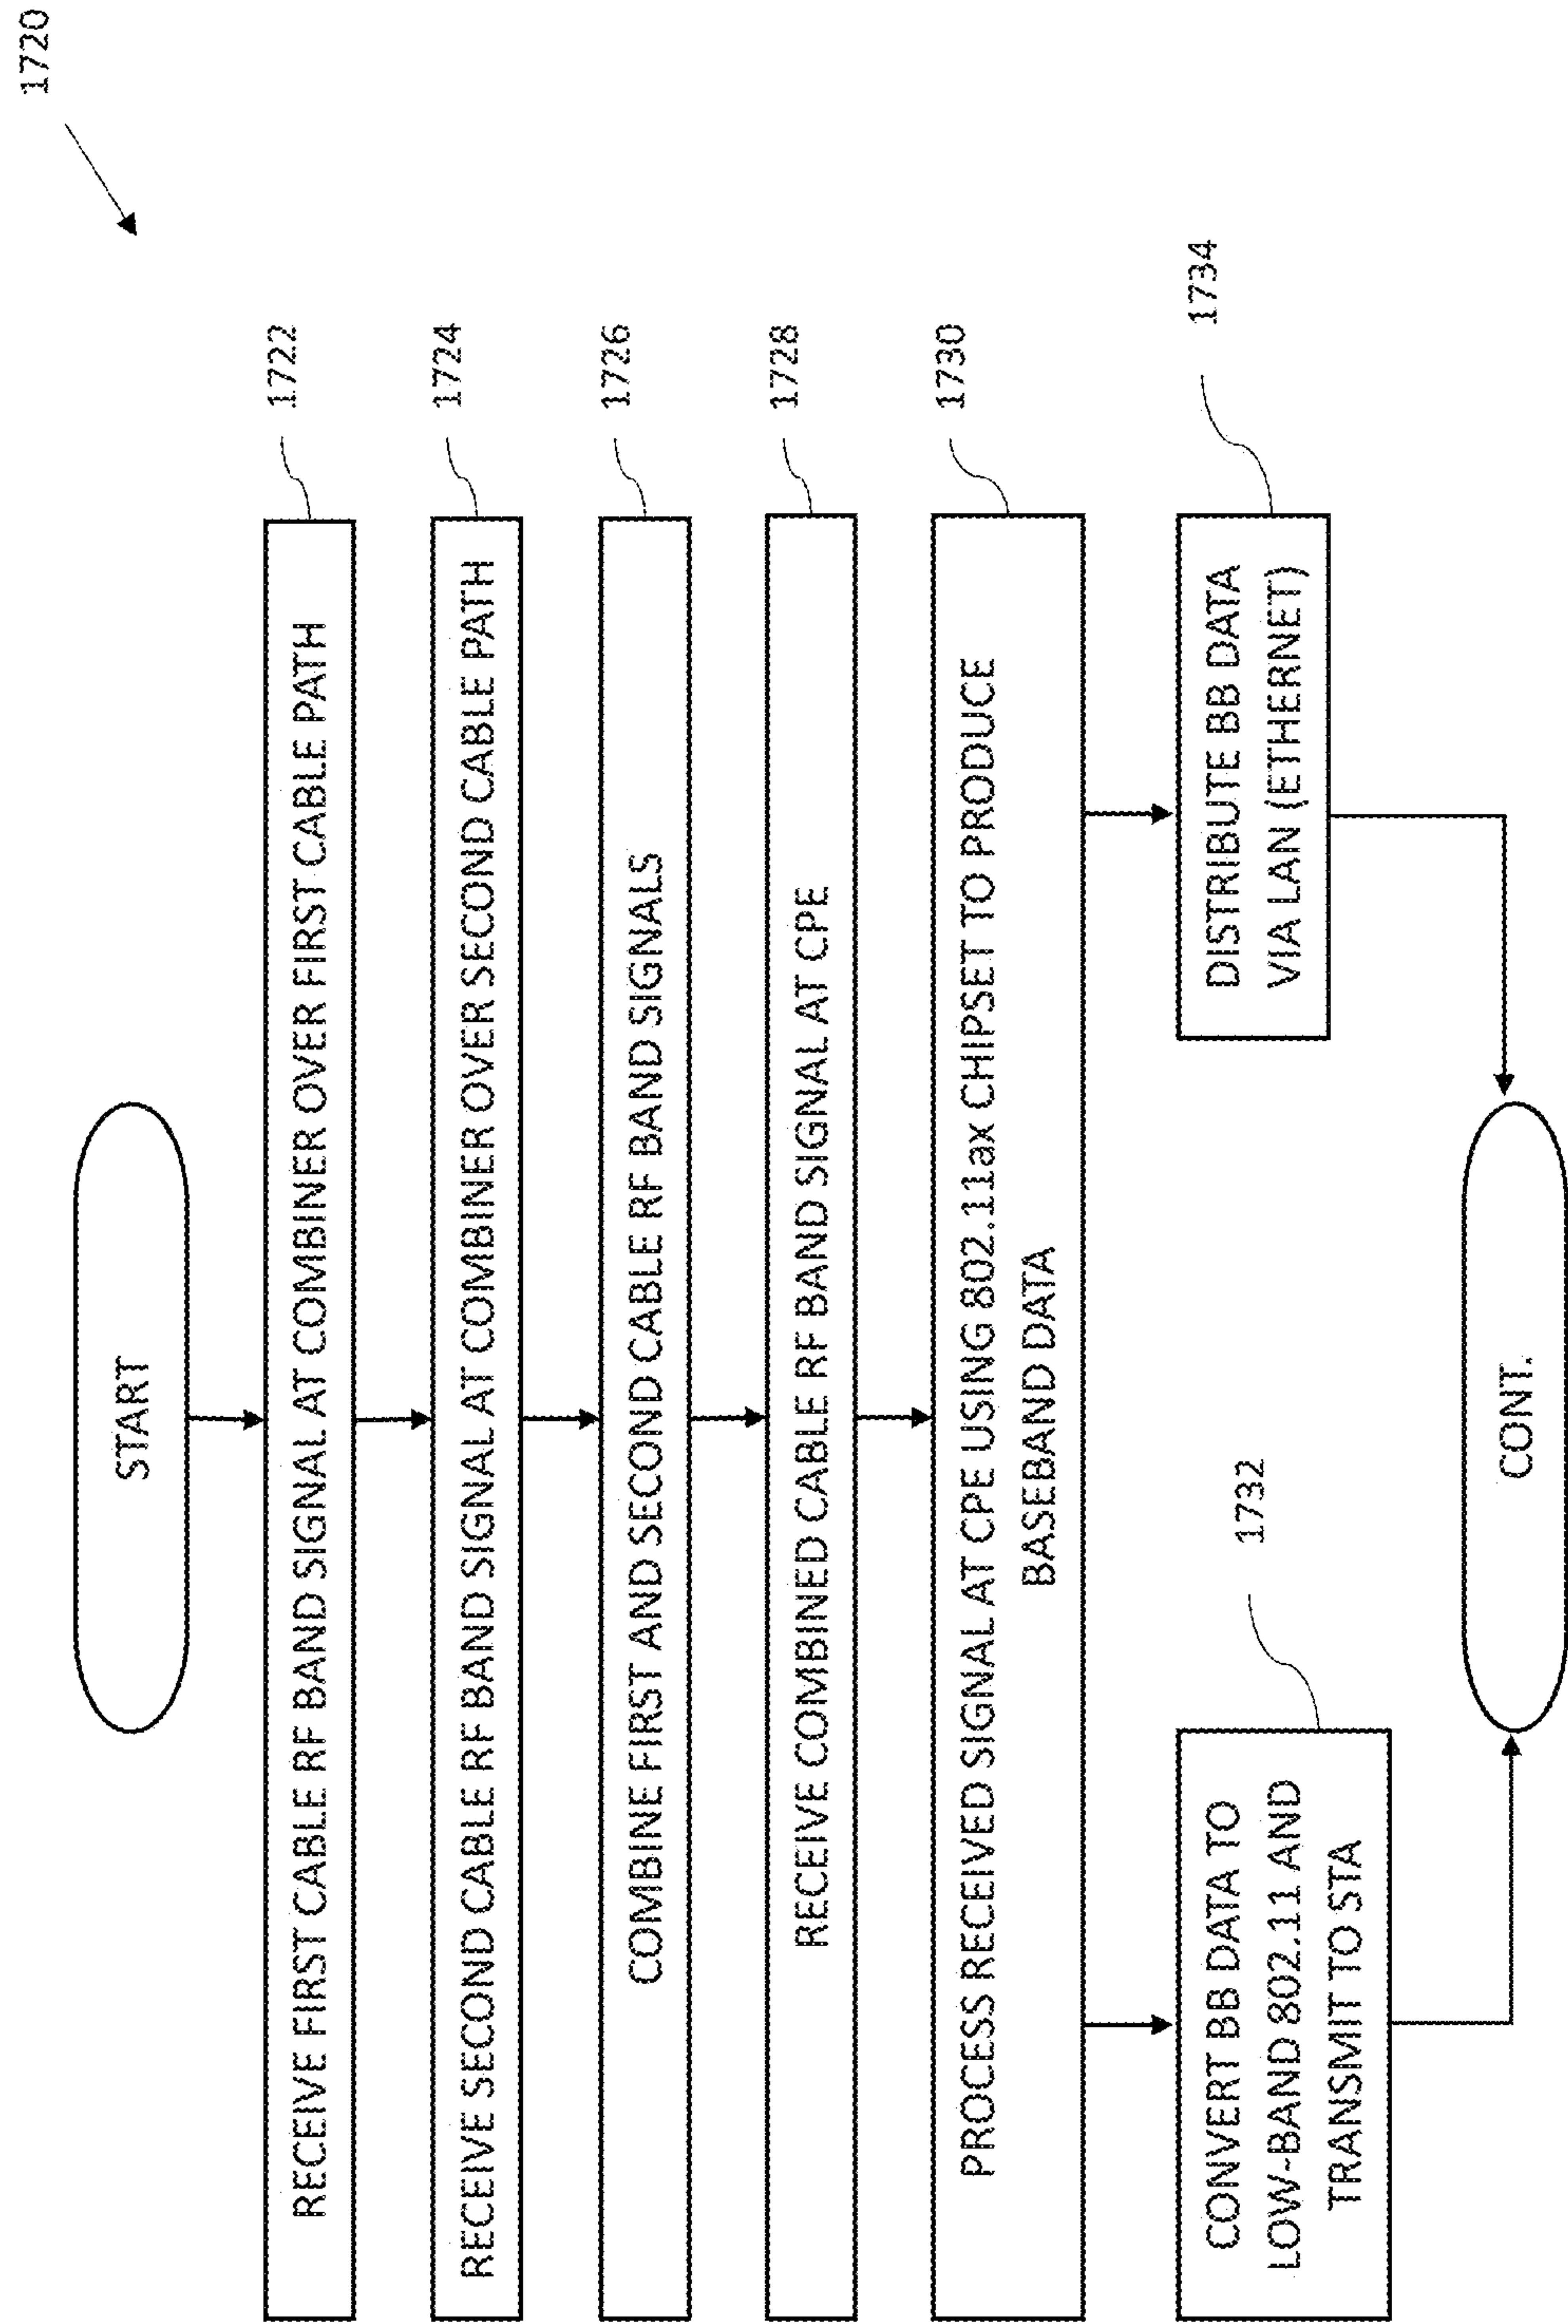 1720
START
RECEIVE FIRST CABLE RF BAND SIGNAL AT COMBINER OVER FIRST CABLE PATH
1722
RECEIVE SECOND CABLE RF BAND SIGNAL AT COMBINER OVER SECOND CABLE PATH
1724
COMBINE FIRST AND SECOND CABLE RF BAND SIGNALS
1726
RECEIVE COMBINED CABLE RF BAND SIGNAL AT CPE
1728
PROCESS RECEIVED SIGNAL AT CPE USING 802.11ax CHIPSET TO PRODUCE
BASEBAND DATA
1730
CONVERT BB DATA TO
LOW-BAND 802.11 AND
TRANSMIT TO STA
1732
DISTRIBUTE BB DATA
VIA LAN (ETHERNET)
1734
CONT.